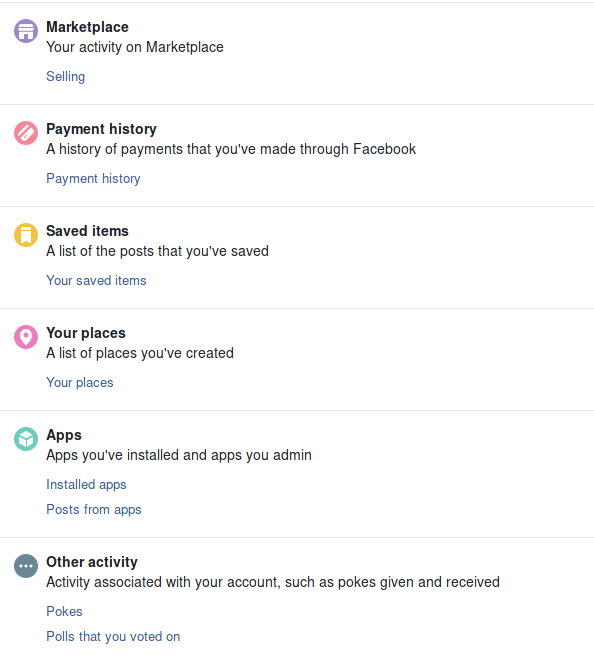 Marketplace
Your activity on Marketplace
Selling
Payment history
A history of payments that you've made through Facebook
Payment history
Saved items
A list of the posts that you've saved
Your saved items
Your places
A list of places you've created
Your places
Apps
Apps you've installed and apps you admin
Installed apps
Posts from apps
Other activity
Activity associated with your account, such as pokes given and received
Pokes
Polls that you voted on